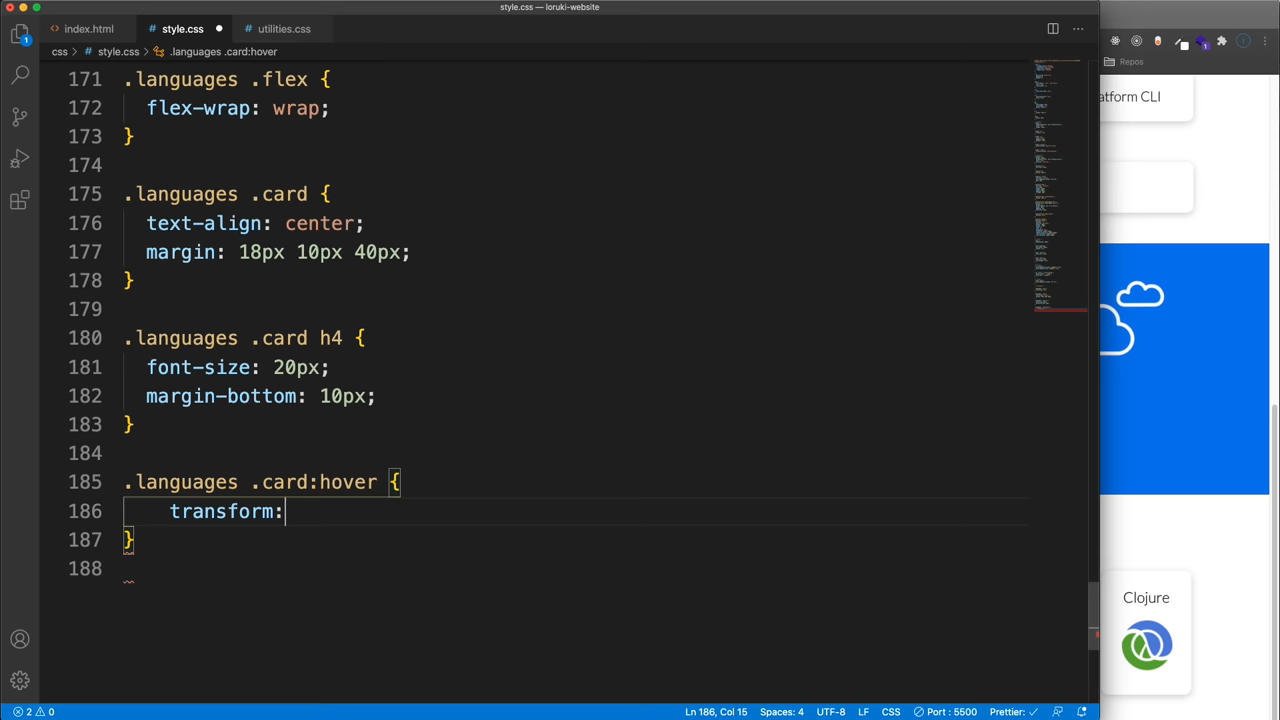 style.css — loruki-website
index.html
style.css
utilities.css
css > # style.css > .languages .card:hover
Repos
171 .languages .flex {
172 flex-wrap: wrap;
173 }
174
175 .languages .card {
176 text-align: center;
177 margin: 18px 10px 40px;
178 }
179
180 .languages .card h4 {
181 font-size: 20px;
182 margin-bottom: 10px;
183 }
184
185 .languages .card:hover {
186 transform:
187 }
188
atform CLI
Clojure
2 0
Ln 186, Col 15
Spaces: 4
UTF-8
LF
CSS
Port : 5500
Prettier: ✓